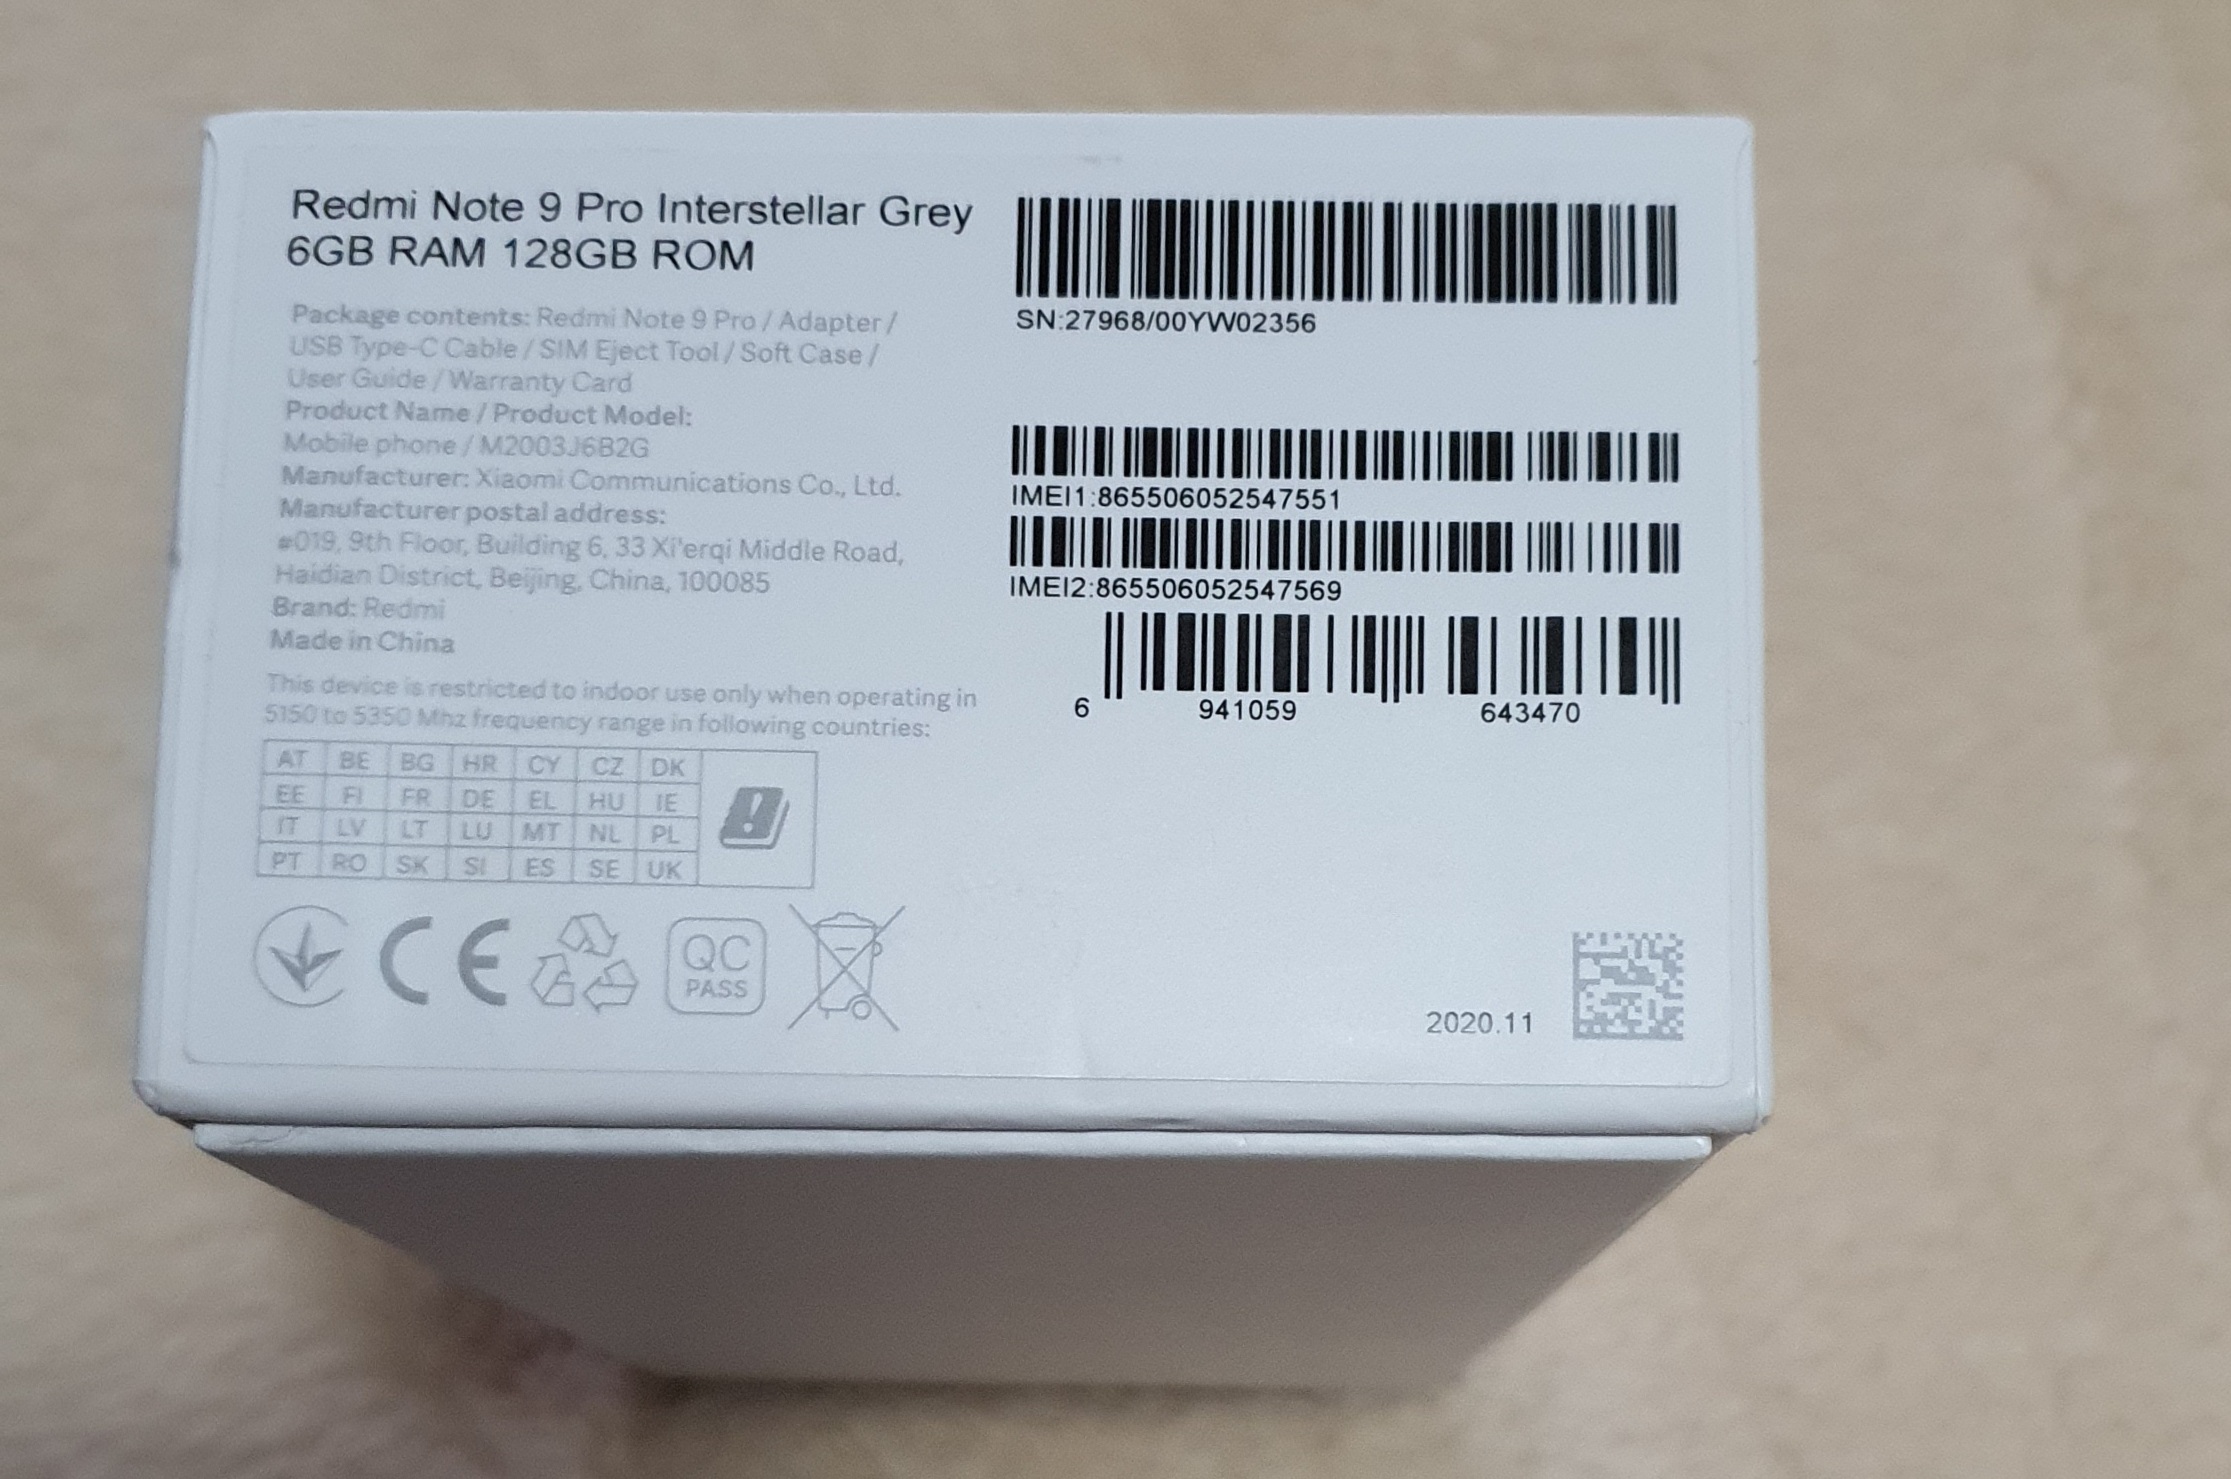 Redmi Note 9 Pro Interstellar Grey
6GB RAM 128GB ROM
Package contents: Redmi Note 9 Pro / Adapter /
USB Type-C Cable / SIM Eject Tool / Soft Case /
User Guide / Warranty Card
Product Name / Product Model:
Mobile phone / M2003J6B2G
Manufacturer: Xiaomi Communications Co., Ltd.
Manufacturer postal address:
#019, 9th Floor, Building 6, 33 Xi'erqi Middle Road,
Haidian District, Beijing, China, 100085
Brand: Redmi
Made in China
This device is restricted to indoor use only when operating in
5150 to 5350 Mhz frequency range in following countries:
AT BE BG HR CY CZ DK
EE FI FR DE EL HU IE
IT LV LT LU MT NL PL
PT RO SK SI ES SE UK
CE
QC
PASS
SN:27968/00YW02356
IMEI1:865506052547551
IMEI2:865506052547569
6 941059 643470
2020.11